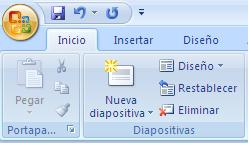 Inicio Insertar Diseño
Pegar
Nueva diapositiva
Diseño
Restablecer
Eliminar
Portapa... Diapositivas